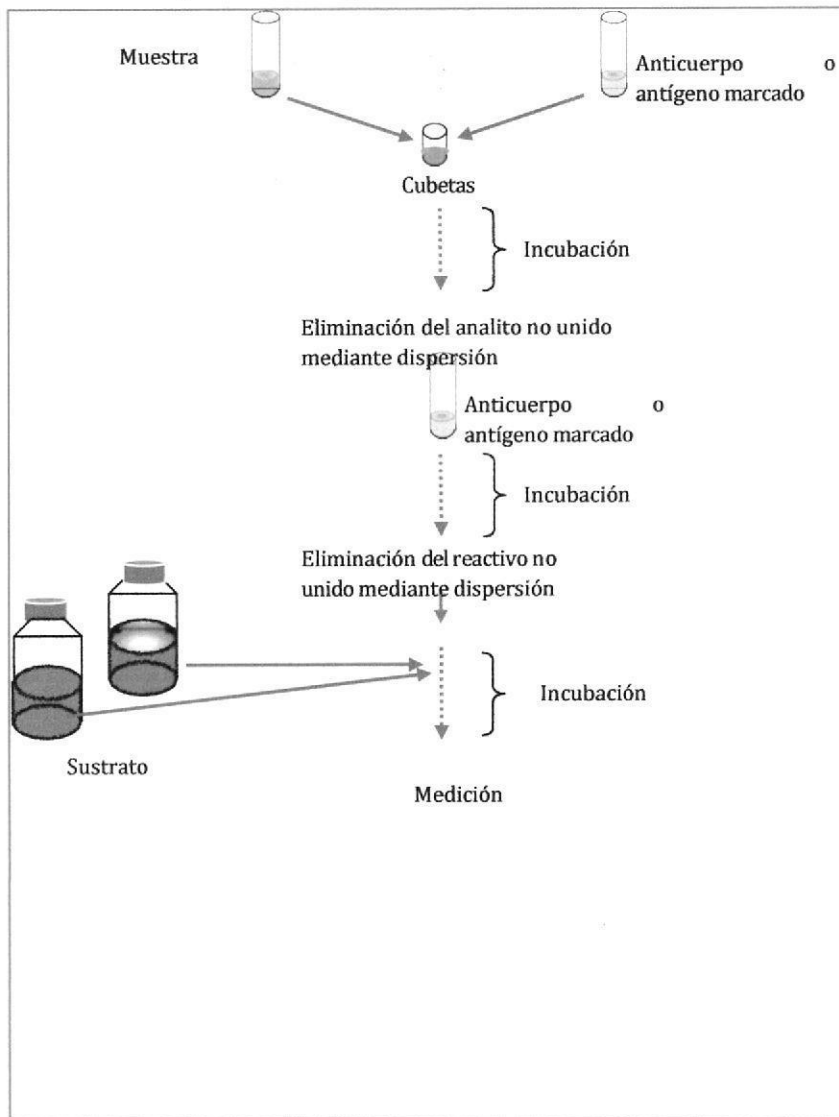 Muestra
Anticuerpo o
antígeno marcado
Cubetas
Incubación
Eliminación del analito no unido
mediante dispersión
Anticuerpo o
antígeno marcado
Incubación
Eliminación del reactivo no
unido mediante dispersión
Incubación
Sustrato
Medición